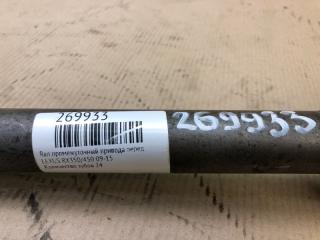 269933
Вал промежуточный привода перед.
LEXUS RX350/450 09-15
Количество зубов 24
269933